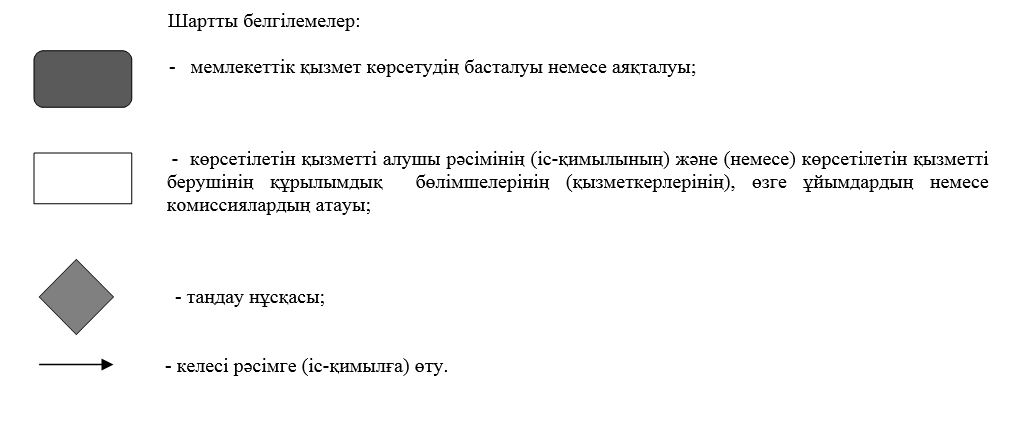 Шартты белгілемелер:
- мемлекеттік қызмет көрсетудің басталуы немесе аяқталуы;
- көрсетілетін қызметті алушы рәсімінің (іс-қимылының) және (немесе) көрсетілетін қызметті
берушінің құрылымдық бөлімшелерінің (қызметкерлерінің), өзге ұйымдардың немесе
комиссиялардың атауы;
- таңдау нұсқасы;
- келесі рәсімге (іс-қимылға) өту.